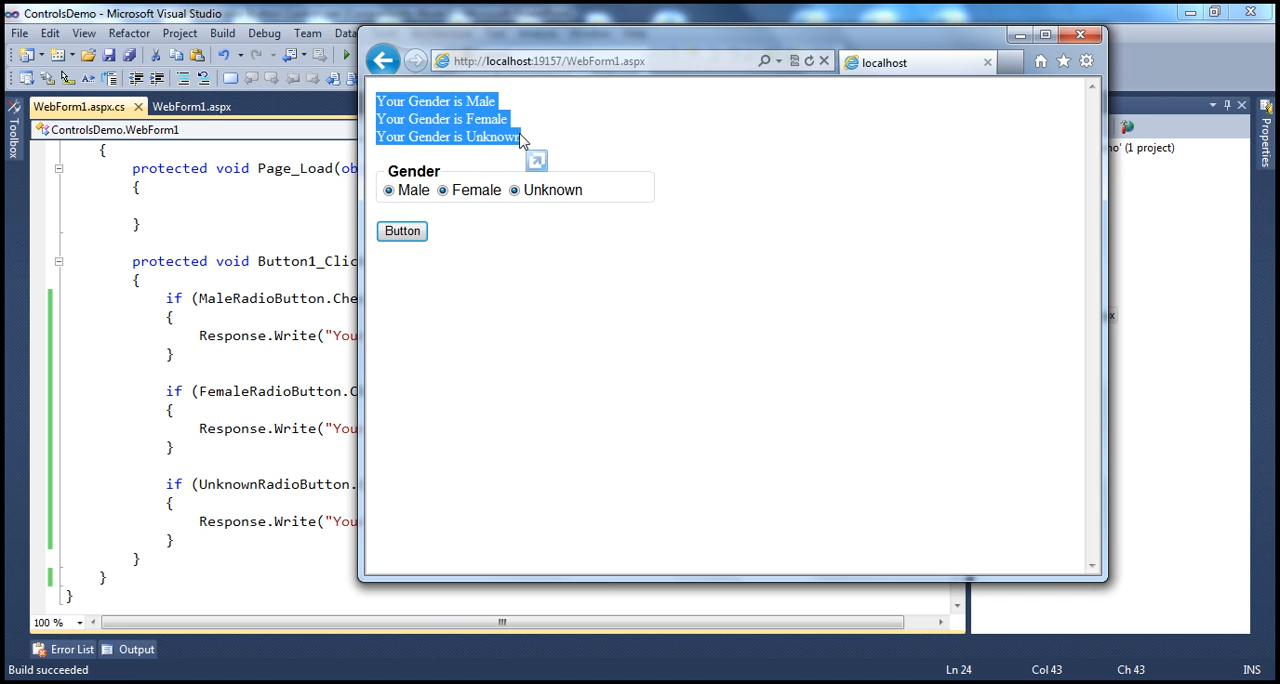 ControlsDemo - Microsoft Visual Studio
File Edit View Refactor Project Build Debug Team Data
WebForm1.aspx.cs WebForm1.aspx
ControlsDemo.WebForm1
Toolbox
{
protected void Page_Load(ob
{
}
protected void Button1_Clic
{
if (MaleRadioButton.Che
{
Response.Write("You
}
if (FemaleRadioButton.C
{
Response.Write("You
}
if (UnknownRadioButton.
{
Response.Write("You
}
}
}
}
100 %
Error List Output
Build succeeded
Ln 24 Col 43 Ch 43 INS
http://localhost:19157/WebForm1.aspx
localhost
Your Gender is Male
Your Gender is Female
Your Gender is Unknown
Gender
Male Female Unknown
Button
no' (1 project)
Properties